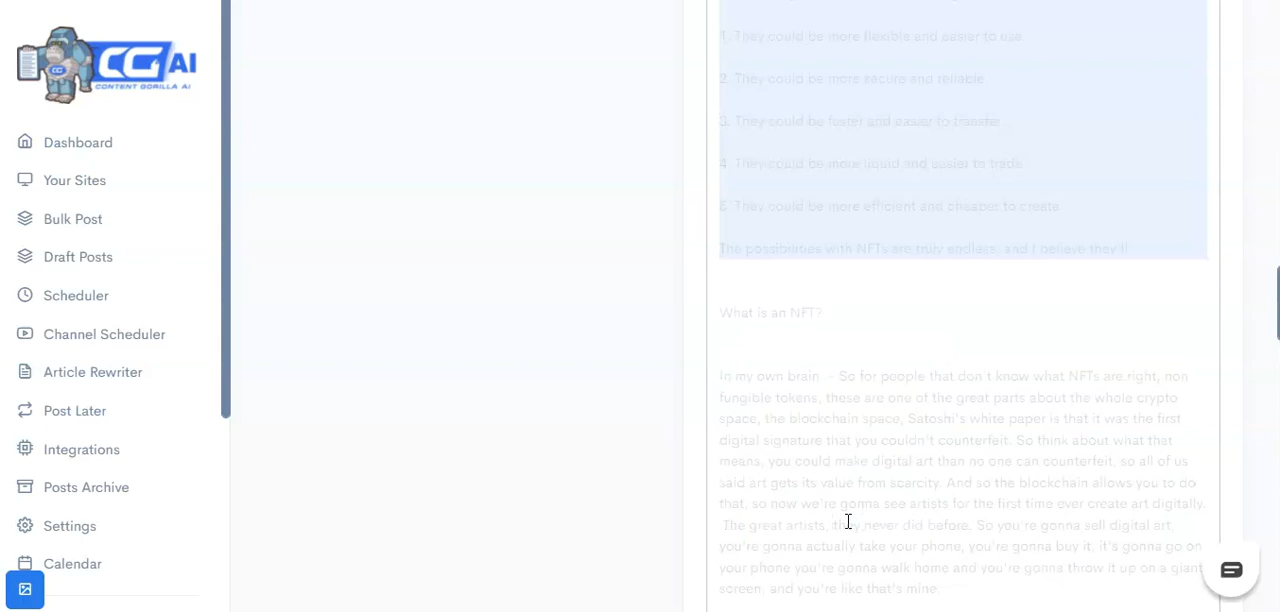 CGAI
CONTENT GORILLA AI
Dashboard
Your Sites
Bulk Post
Draft Posts
Scheduler
Channel Scheduler
Article Rewriter
Post Later
Integrations
Posts Archive
Settings
Calendar
1. They could be more flexible and easier to use.
2. They could be more secure and reliable.
3. They could be faster and easier to transfer.
4. They could be more liquid and easier to trade.
5. They could be more efficient and cheaper to create.
The possibilities with NFTs are truly endless, and I believe they'll
What is an NFT?
In my own brain - So for people that don't know what NFTs are right, non
fungible tokens, these are one of the great parts about the whole crypto
space, the blockchain space, Satoshi's white paper is that it was the first
digital signature that you couldn't counterfeit. So think about what that
means, you could make digital art than no one can counterfeit, so all of us
said art gets its value from scarcity. And so the blockchain allows you to do
that, so now we're gonna see artists for the first time ever create art digitally.
The great artists, they never did before. So you're gonna sell digital art,
you're gonna actually take your phone, you're gonna buy it, it's gonna go on
your phone you're gonna walk home and you're gonna throw it up on a giant
screen, and you're like that's mine